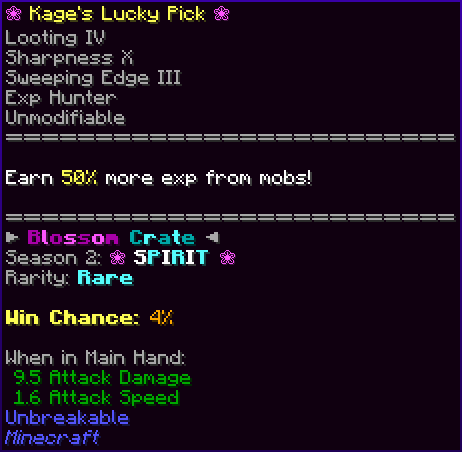 ❀ Kage's Lucky Pick ❀
Looting IV
Sharpness X
Sweeping Edge III
Exp Hunter
Unmodifiable
==============================
Earn 50% more exp from mobs!
==============================
► Blossom Crate ◄
Season 2: ❀ SPIRIT ❀
Rarity: Rare
Win Chance: 4%
When in Main Hand:
9.5 Attack Damage
1.6 Attack Speed
Unbreakable
Minecraft